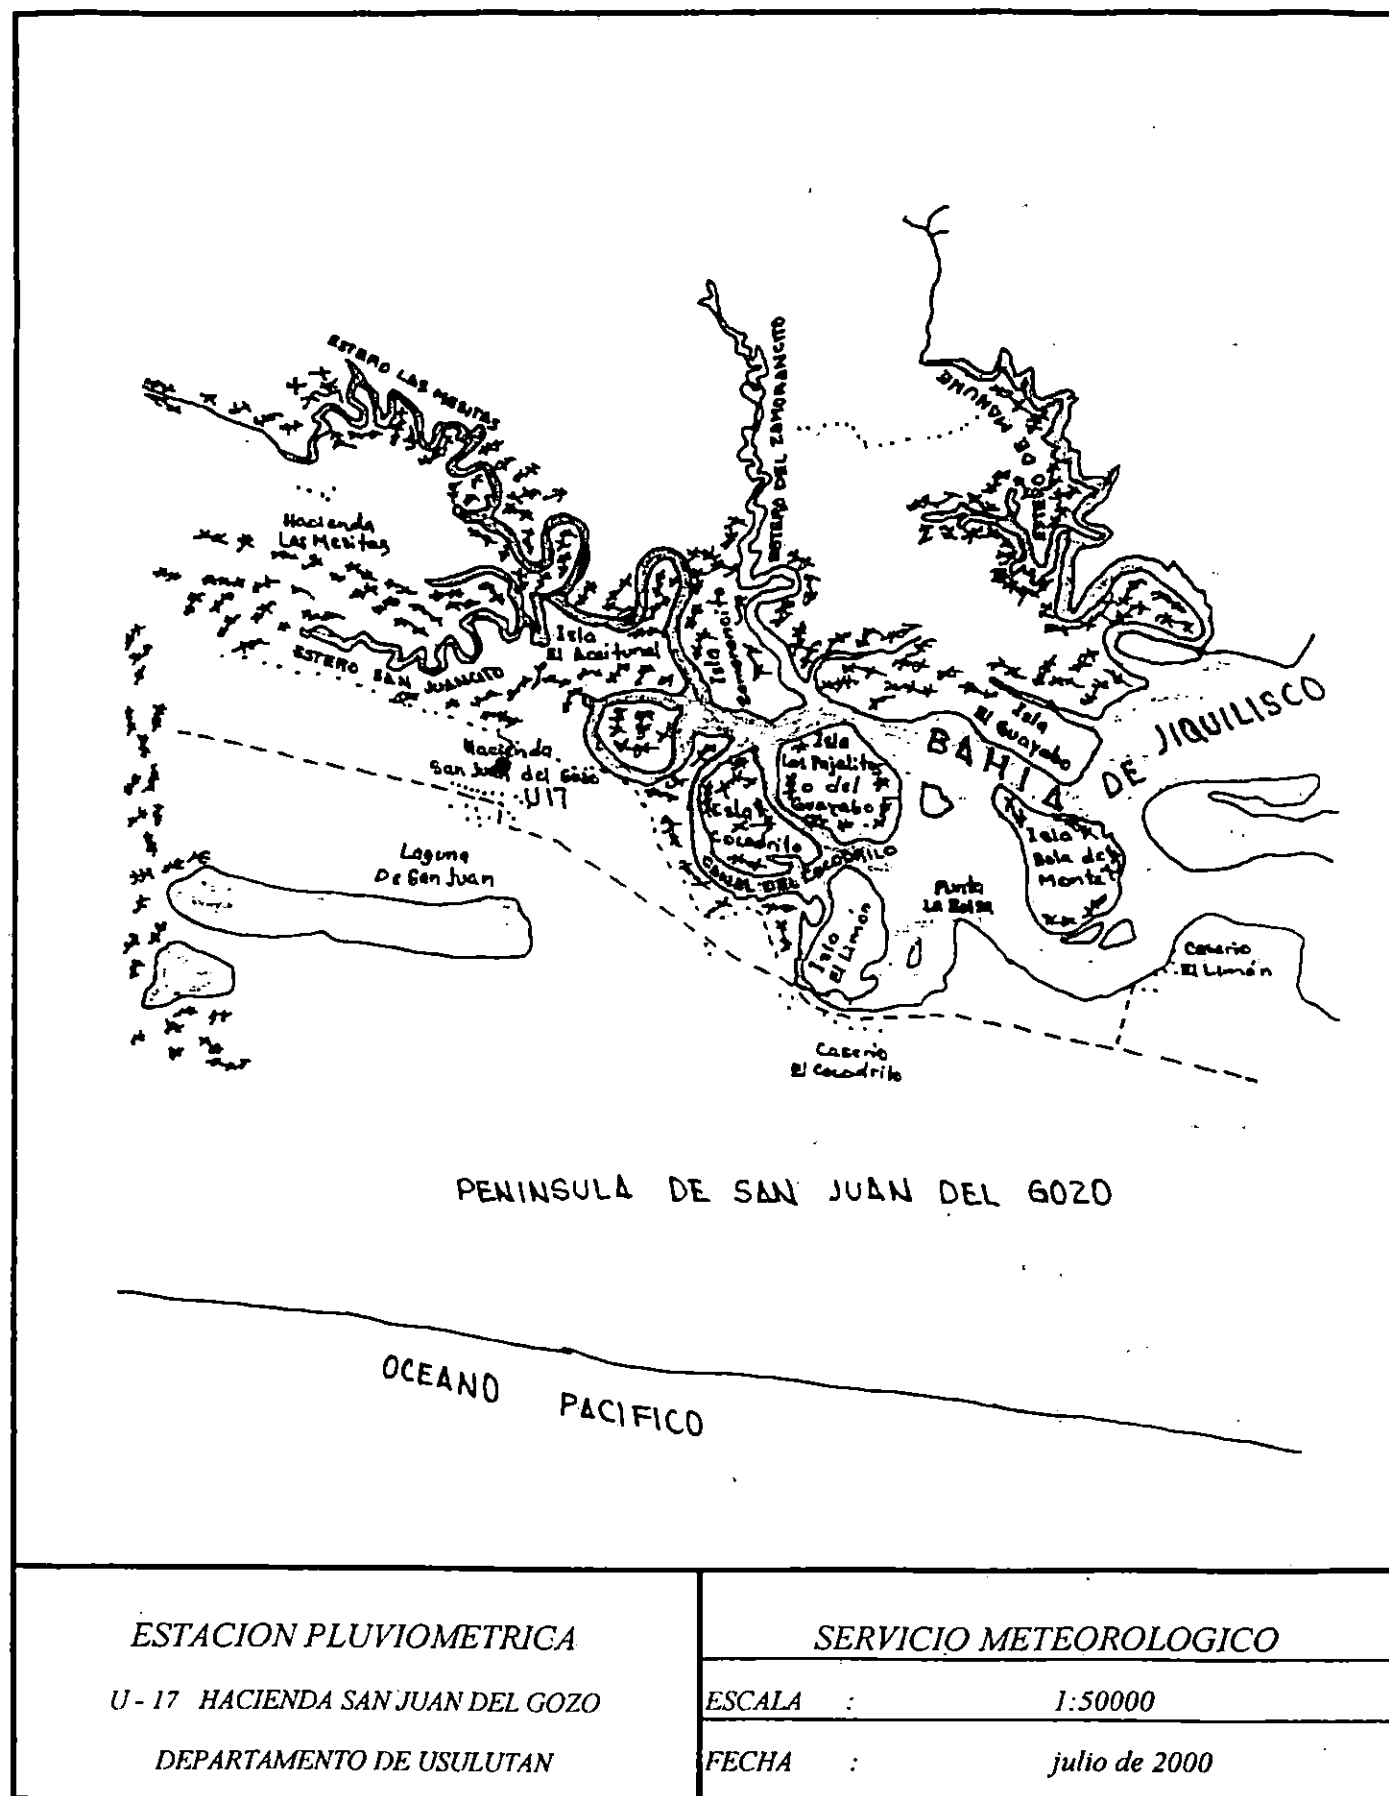 ESTERO LAS MESITAS
ESTERO DEL ZAMORANCITO
ESTERO DE MANUNE
Hacienda
LAS Mesitas
ESTERO SAN JUANCITO
Isla
El Aceitunal
Isla
Zamorancito
Isla
El Guayabo
BAHIA DE JIQUILISCO
Hacienda
San Juan del Gozo
U17
Isla
Los Pajalitos
o del
Guayabo
Isla
Cocodrilo
CANAL DEL COCODRILO
Isla
Bola de
Monte
Laguna
De San Juan
Punta
LA Bolsa
Isla
El Limón
Caserio
El Limón
Caserio
El Cocodrilo
PENINSULA DE SAN JUAN DEL GOZO
OCEANO PACIFICO
ESTACION PLUVIOMETRICA
U - 17 HACIENDA SAN JUAN DEL GOZO
DEPARTAMENTO DE USULUTAN
SERVICIO METEOROLOGICO
ESCALA : 1:50000
FECHA : julio de 2000